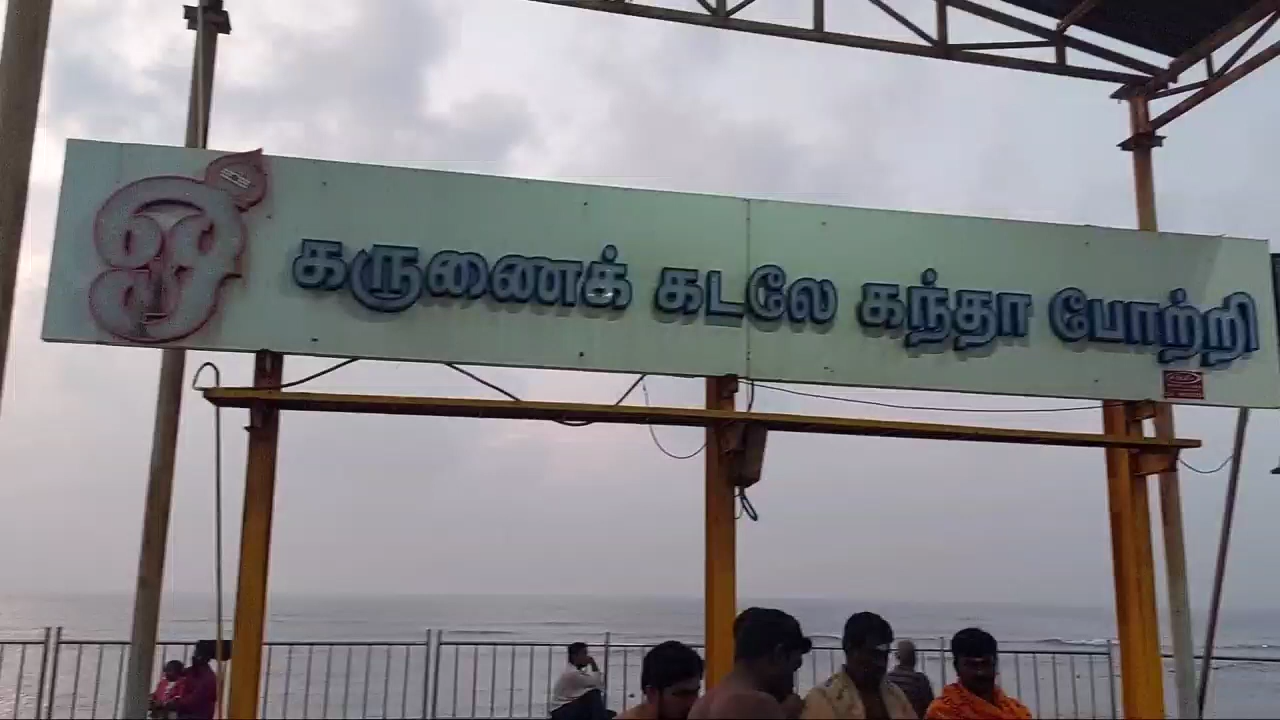 ஓ கருணைக் கடலே கந்தா போற்றி